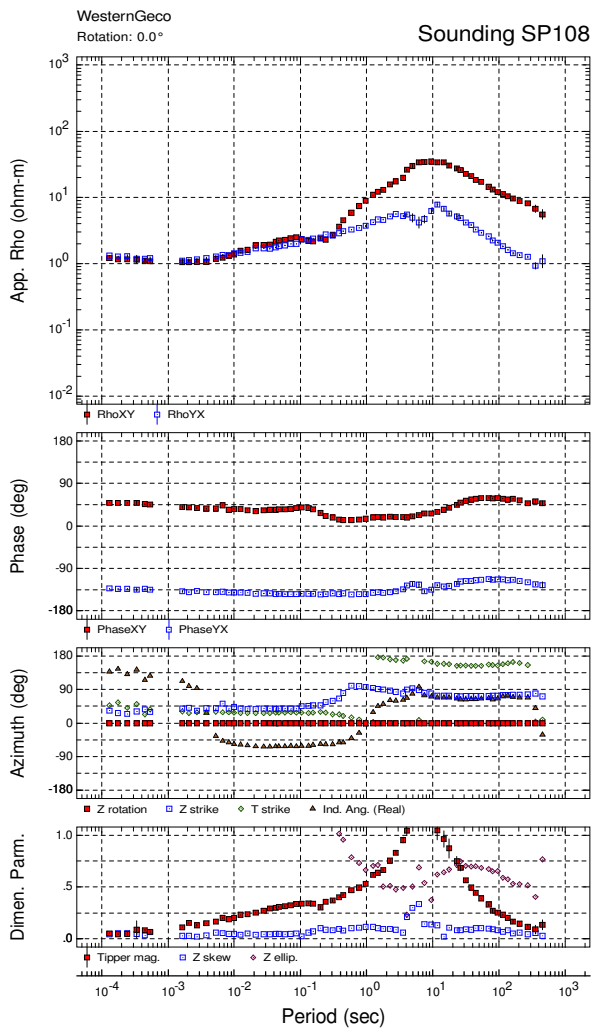 WesternGeco
Rotation: 0.0°
Sounding SP108
App. Rho (ohm-m)
10³
10²
10¹
10⁰
10⁻¹
10⁻²
RhoXY RhoYX
Phase (deg)
180
90
0
-90
-180
PhaseXY PhaseYX
Azimuth (deg)
180
90
0
-90
-180
Z rotation Z strike T strike Ind. Ang. (Real)
Dimen. Parm.
1.0
.5
.0
Tipper mag. Z skew Z ellip.
10⁻⁴ 10⁻³ 10⁻² 10⁻¹ 10⁰ 10¹ 10² 10³
Period (sec)